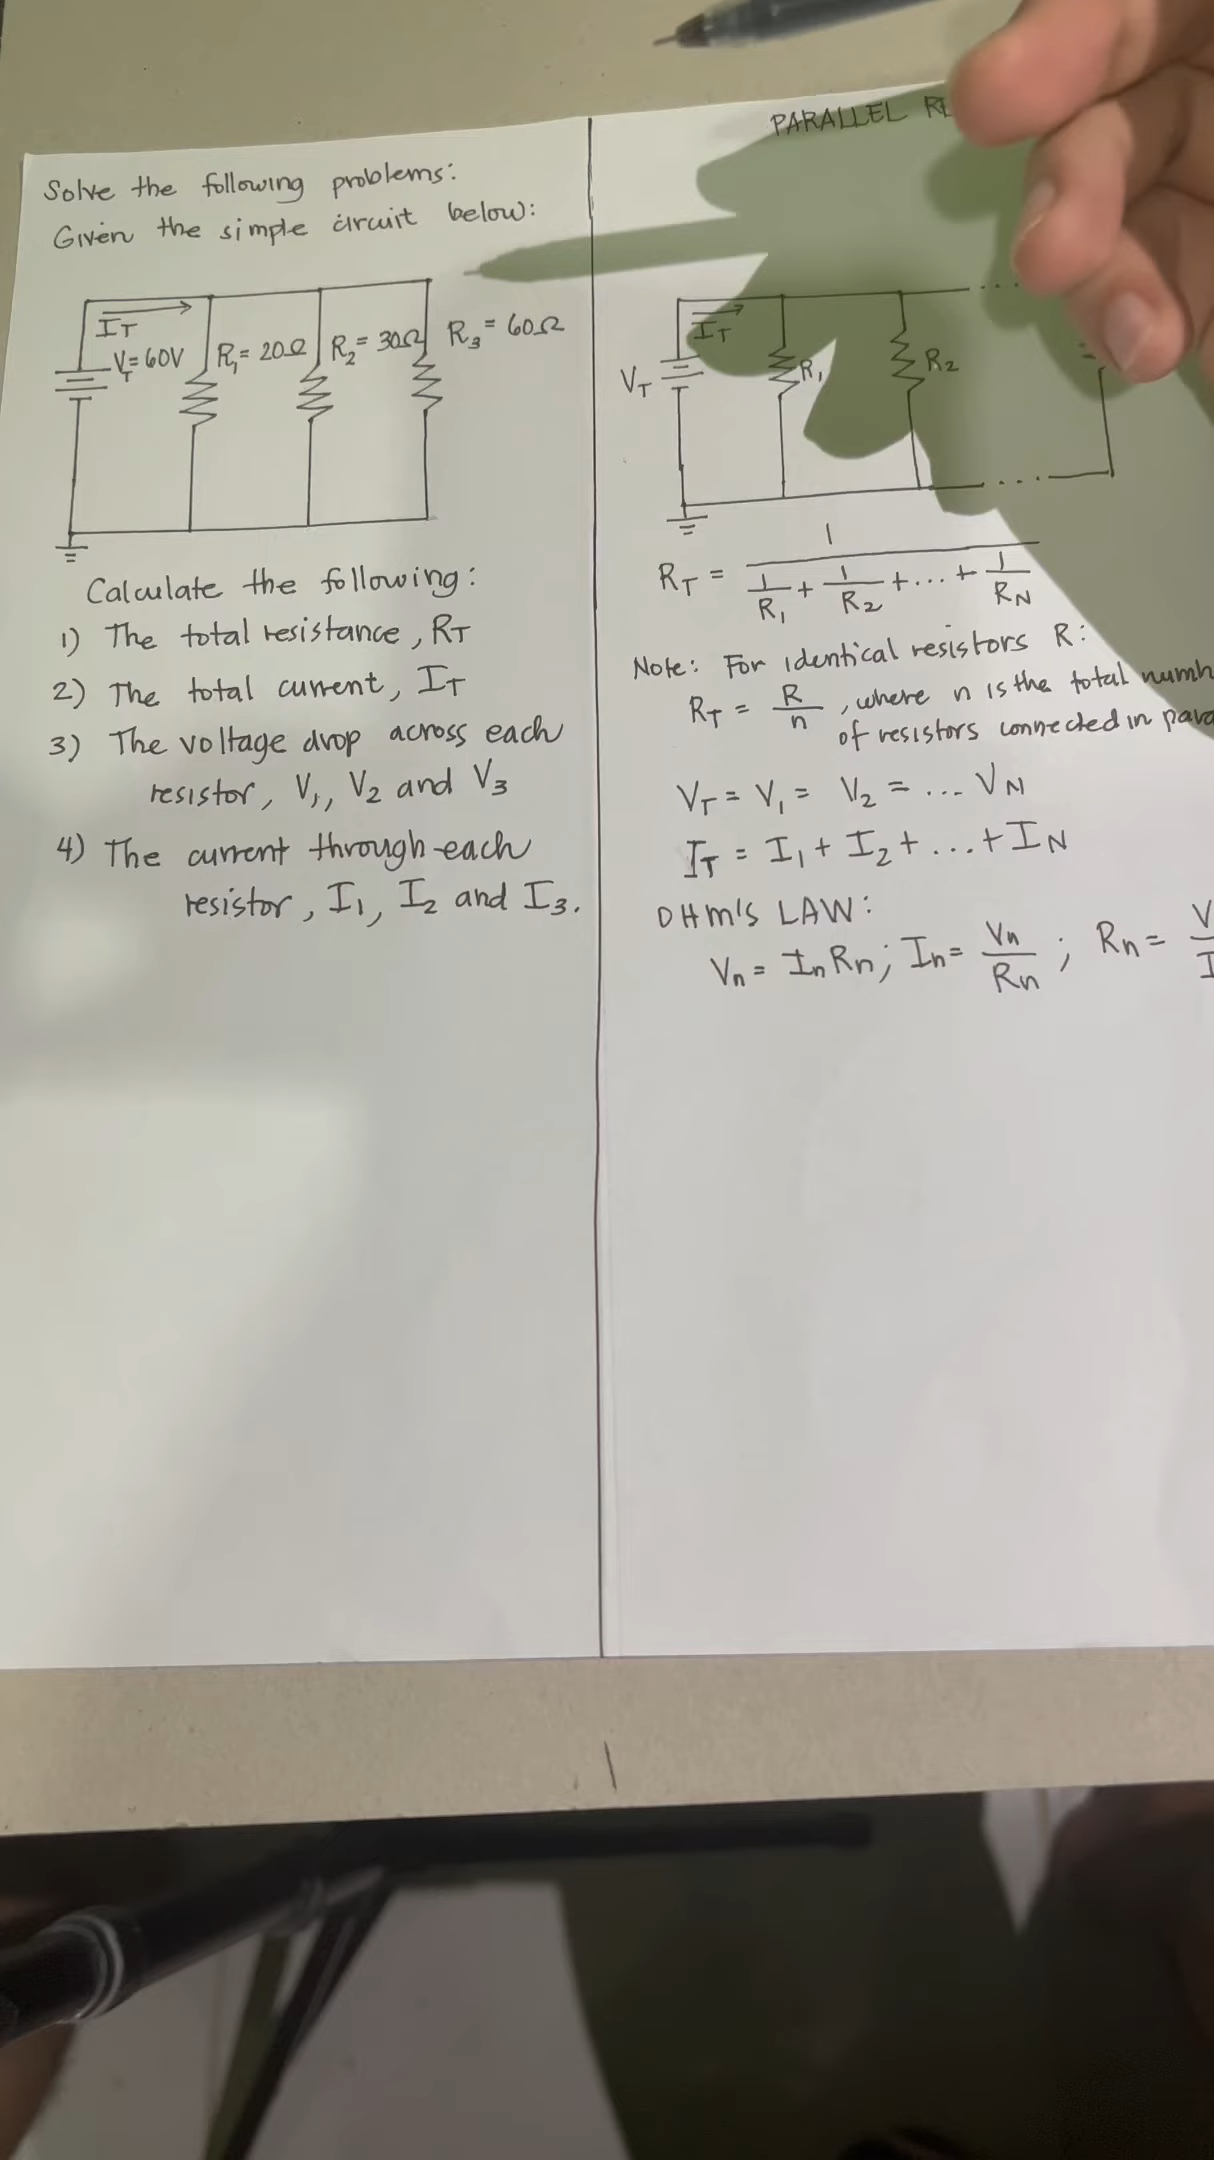 Solve the following problems:
Given the simple circuit below:
IT
VT=60V
R1=20Ω
R2=30Ω
R3=60Ω
Calculate the following:
1) The total resistance, RT
2) The total current, IT
3) The voltage drop across each
resistor, V1, V2 and V3
4) The current through each
resistor, I1, I2 and I3.
PARALLEL
IT
VT
R1
R2
...
...
RT = 1 / (1/R1 + 1/R2 + ... + 1/RN)
Note: For identical resistors R:
RT = R/n, where n is the total
of resistors connected in
VT = V1 = V2 = ... VN
IT = I1 + I2 + ... + IN
OHM'S LAW:
Vn = InRn; In = Vn/Rn; Rn = V/I